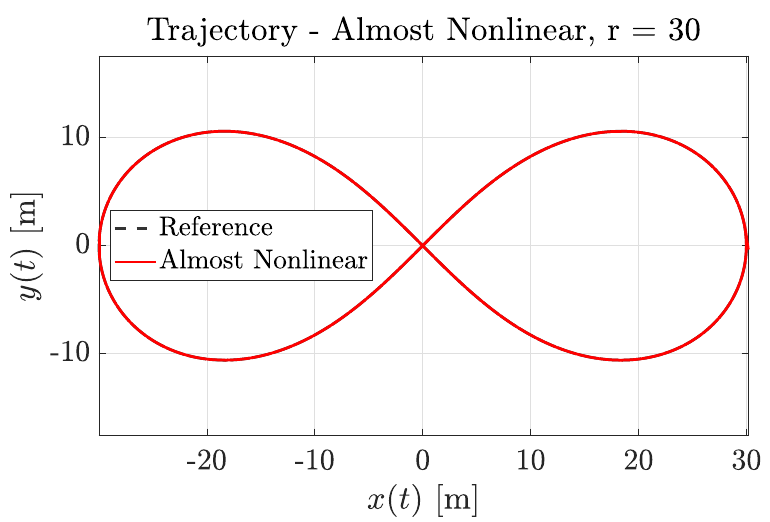 Trajectory - Almost Nonlinear, r = 30
y(t) [m]
10
0
-10
Reference
Almost Nonlinear
-20 -10 0 10 20 30
x(t) [m]